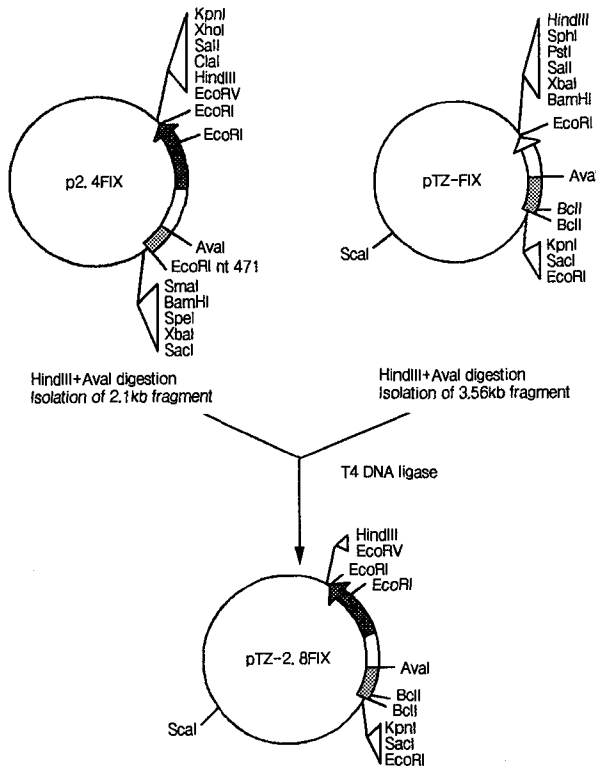 KpnI
XhoI
SalI
ClaI
HindIII
EcoRV
EcoRI
EcoRI
p2.4FIX
AvaI
EcoRI nt 471
SmaI
BamHI
SpeI
XbaI
SacI
HindIII+AvaI digestion
Isolation of 2.1kb fragment
HindIII
SphI
PstI
SalI
XbaI
BamHI
EcoRI
pTZ-FIX
Ava
BclI
BclI
ScaI
KpnI
SacI
EcoRI
HindIII+AvaI digestion
Isolation of 3.56kb fragment
T4 DNA ligase
HindIII
EcoRV
EcoRI
EcoRI
pTZ-2.8FIX
AvaI
BclI
BclI
ScaI
KpnI
SacI
EcoRI